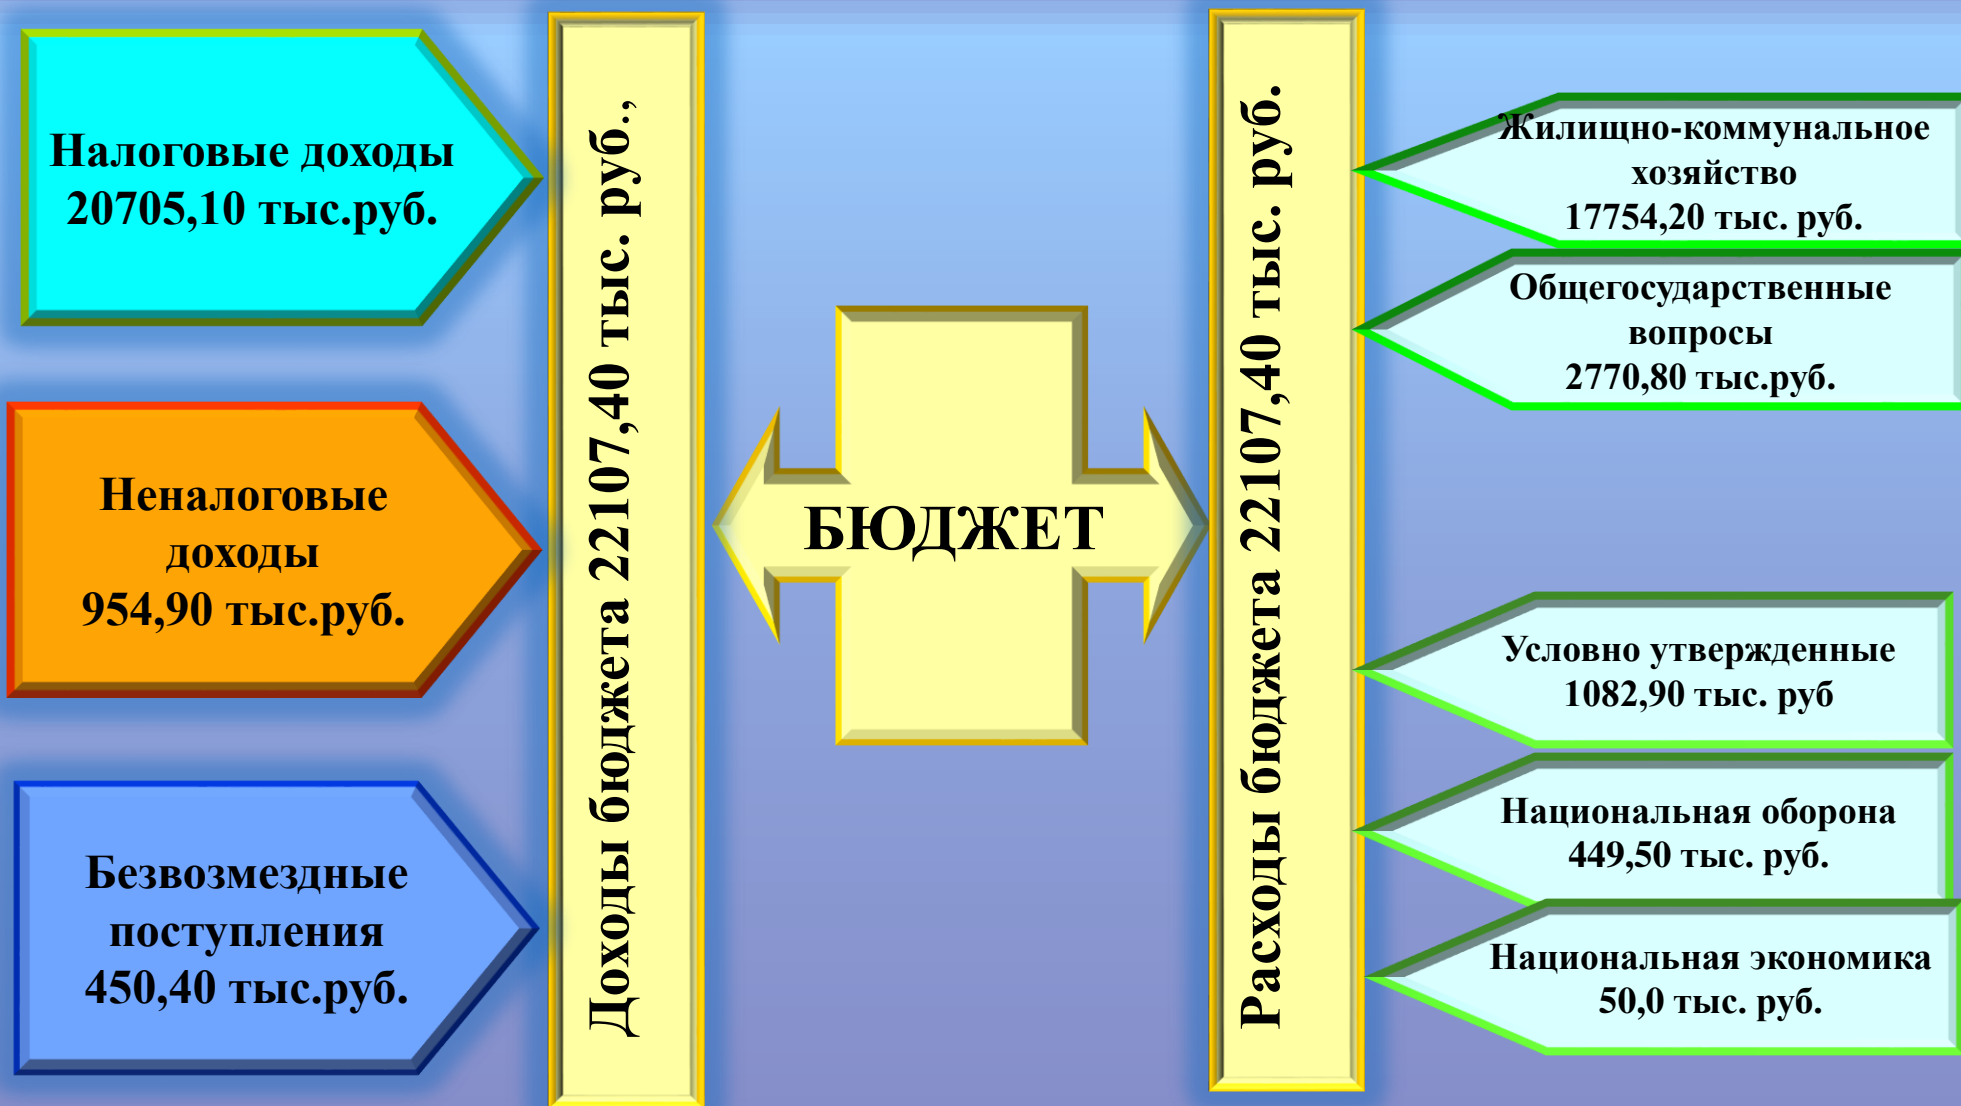 Налоговые доходы
20705,10 тыс.руб.
Неналоговые
доходы
954,90 тыс.руб.
Безвозмездные
поступления
450,40 тыс.руб.
Доходы бюджета 22107,40 тыс. руб.,
БЮДЖЕТ
Расходы бюджета 22107,40 тыс. руб.
Жилищно-коммунальное
хозяйство
17754,20 тыс. руб.
Общегосударственные
вопросы
2770,80 тыс.руб.
Условно утвержденные
1082,90 тыс. руб
Национальная оборона
449,50 тыс. руб.
Национальная экономика
50,0 тыс. руб.